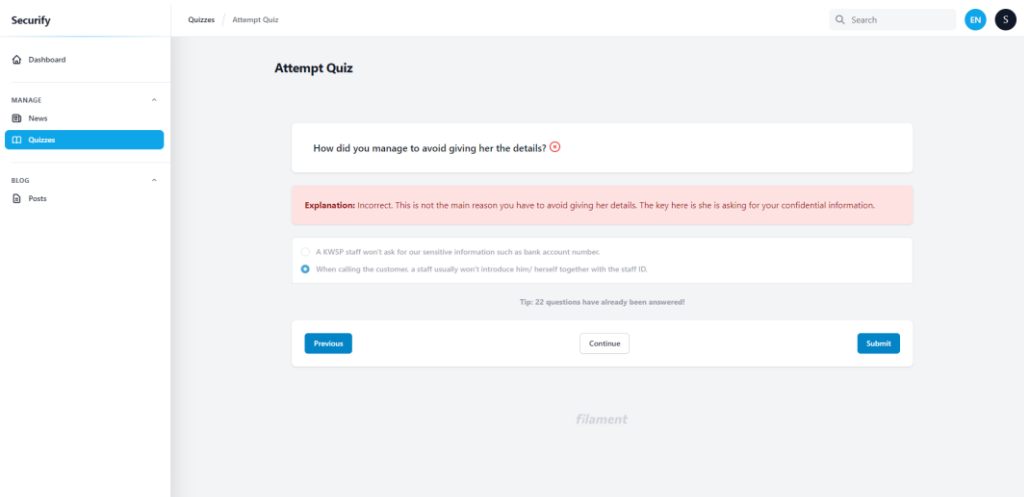 Securify
Quizzes / Attempt Quiz
Search
EN
S
Dashboard
MANAGE
News
Quizzes
BLOG
Posts
Attempt Quiz
How did you manage to avoid giving her the details?
Explanation: Incorrect. This is not the main reason you have to avoid giving her details. The key here is she is asking for your confidential information.
A KWSP staff won't ask for our sensitive information such as bank account number.
When calling the customer, a staff usually won't introduce him/ herself together with the staff ID.
Tip: 22 questions have already been answered!
Previous
Continue
Submit
filament